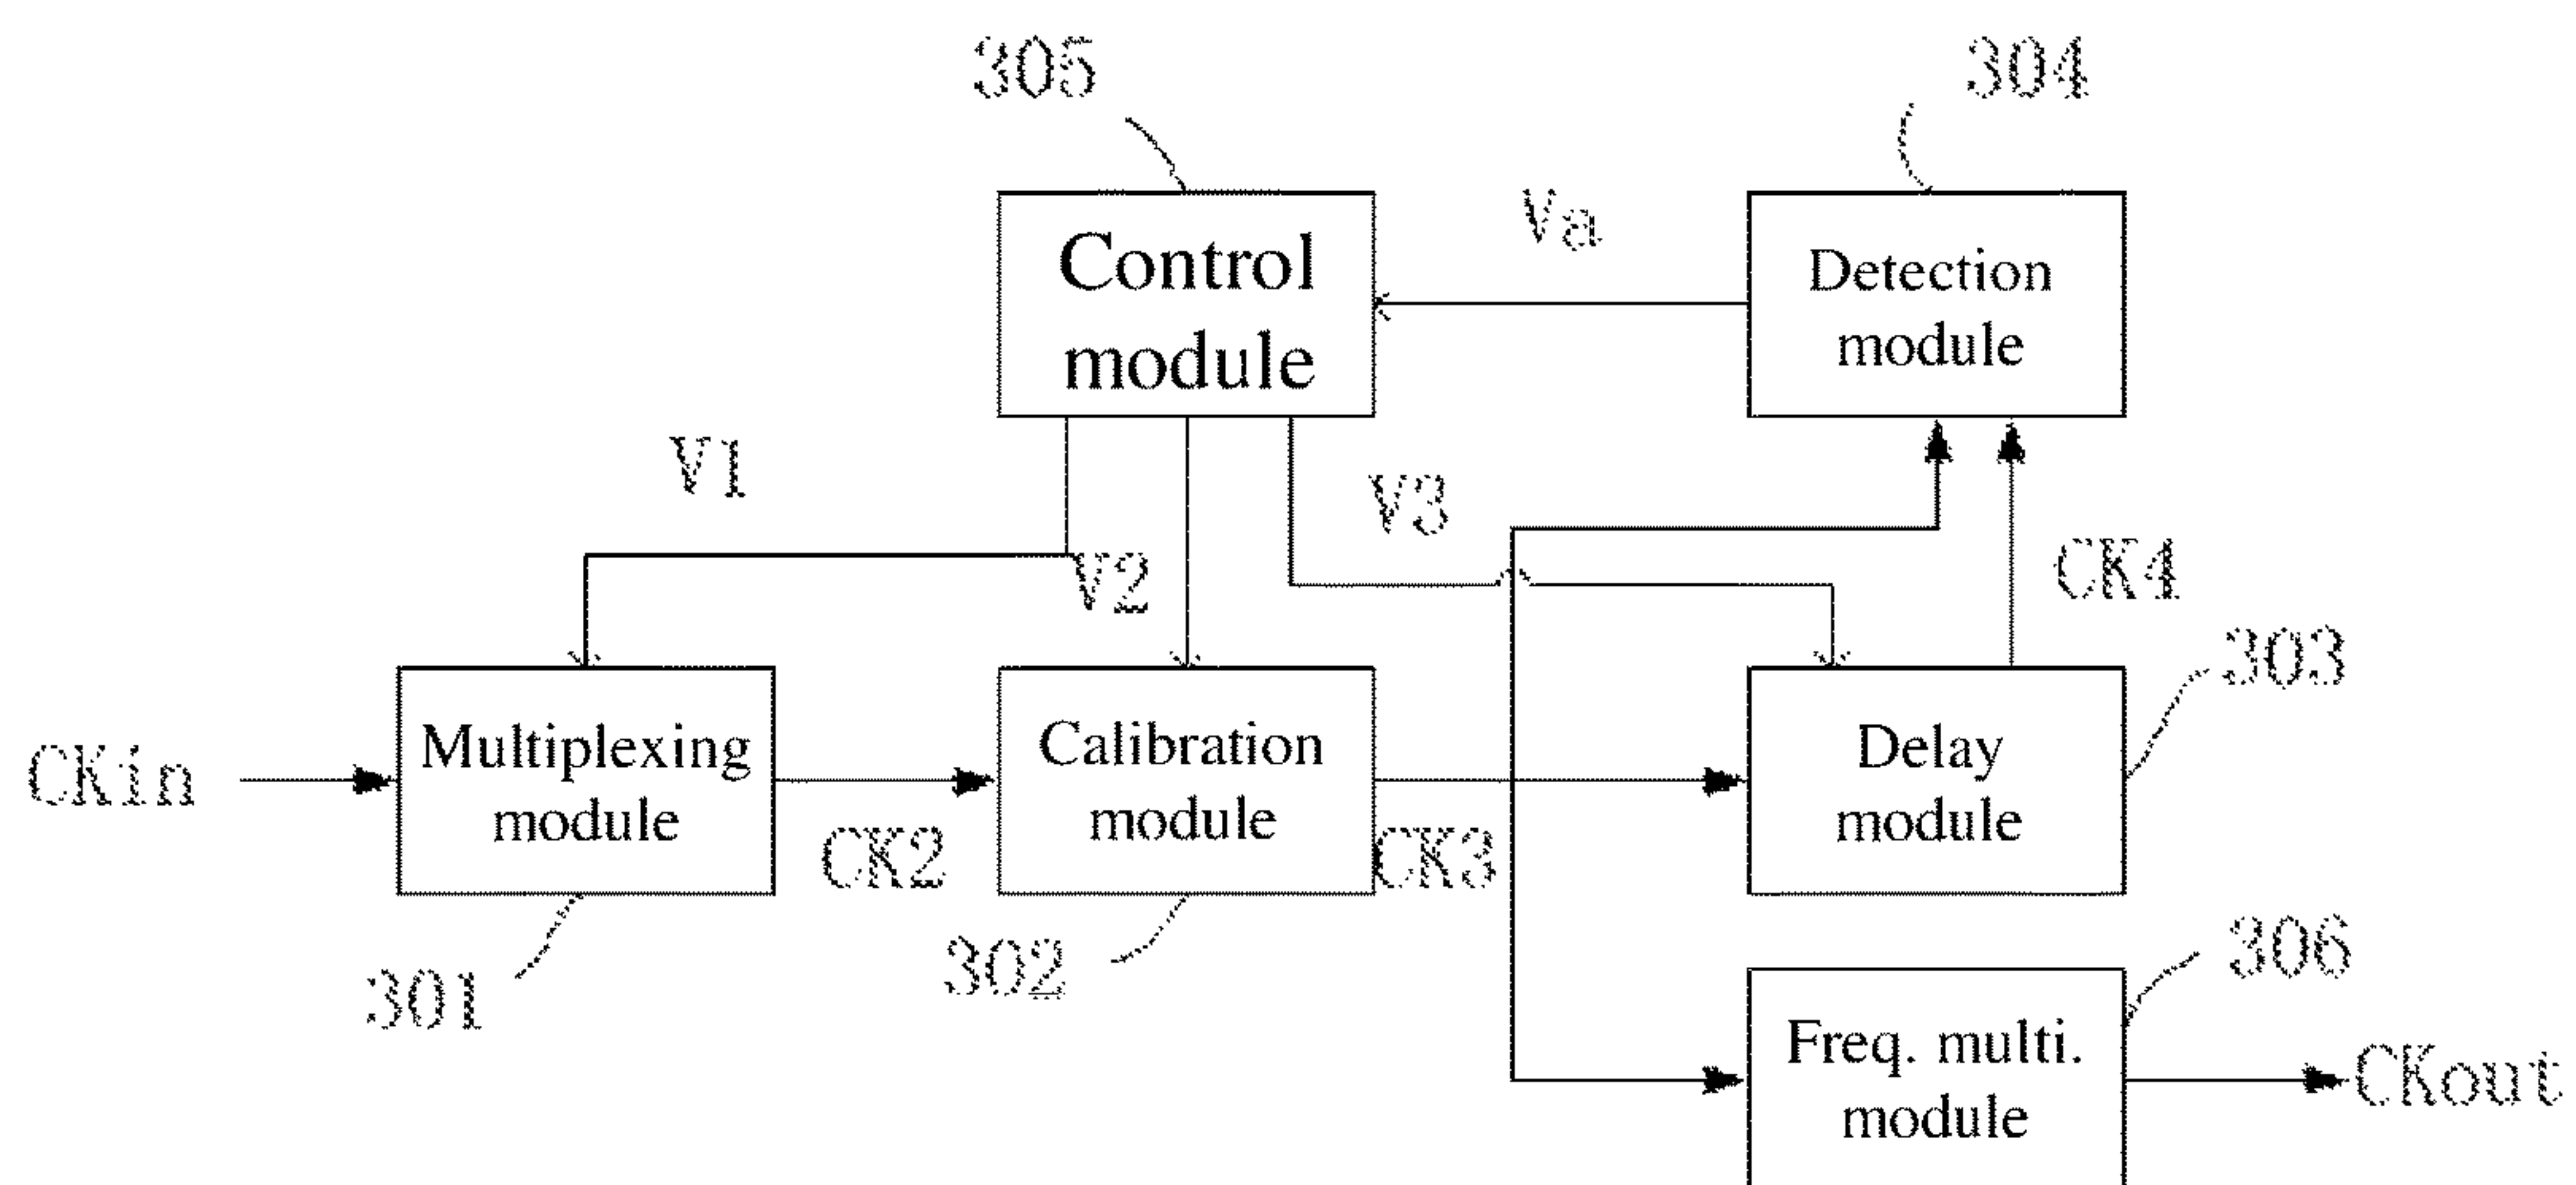 305
304
Control
module
Va
Detection
module
V1
V3
V2
CK4
303
CKin
Multiplexing
module
Calibration
module
Delay
module
CK2
CK3
301
302
306
Freq. multi.
module
CKout